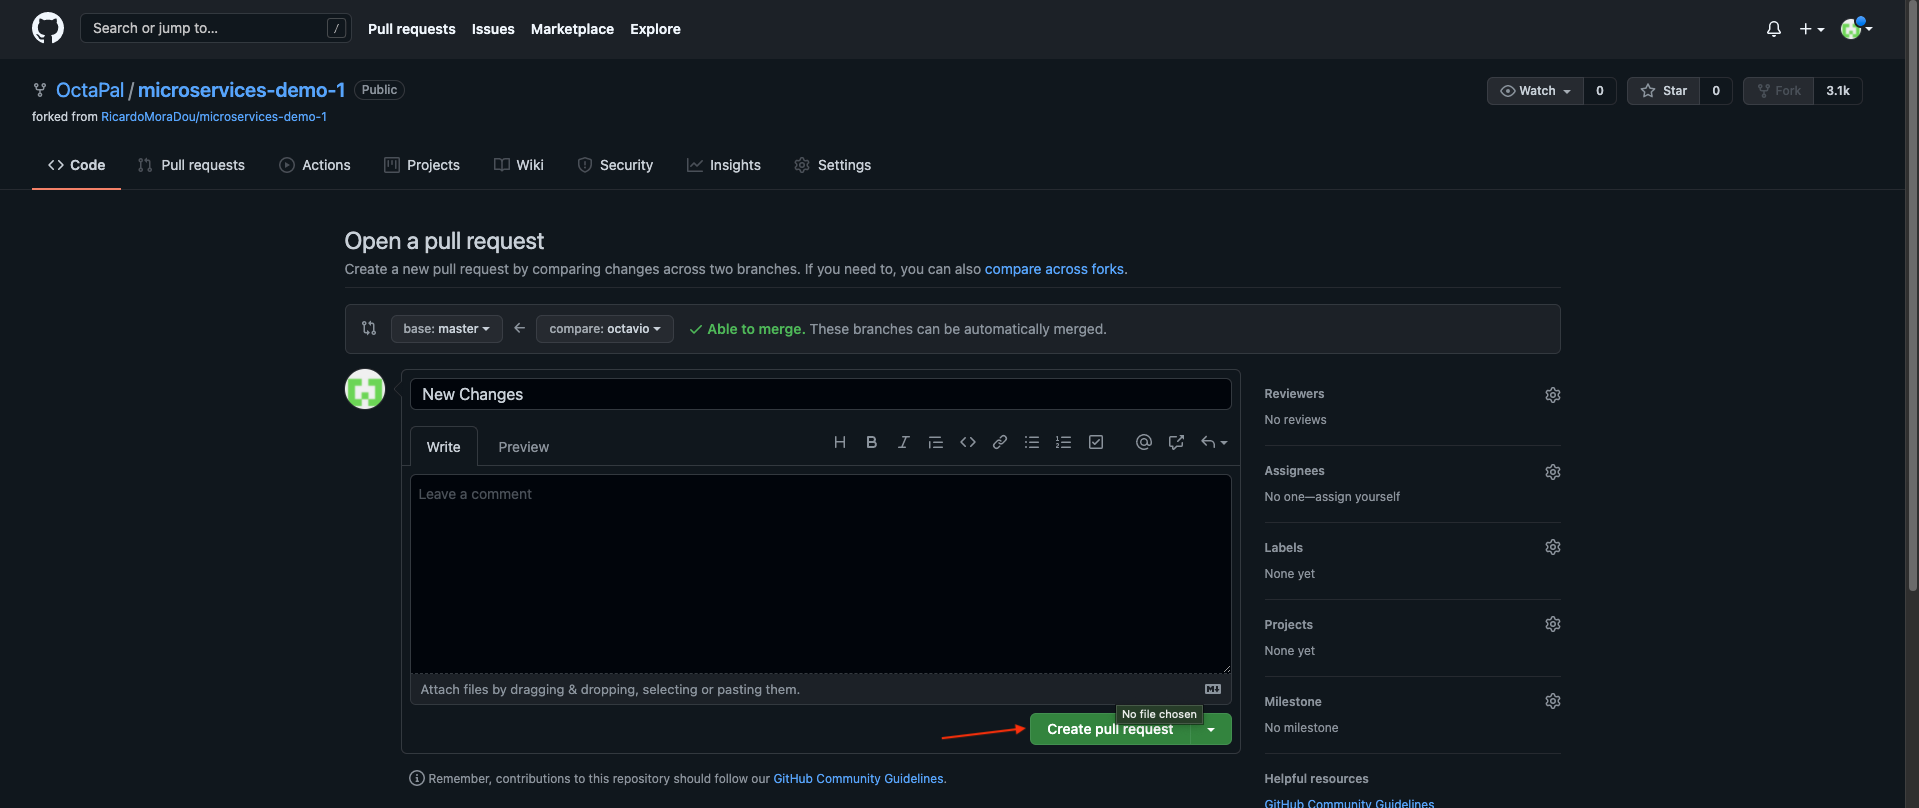 Search or jump to... /
Pull requests Issues Marketplace Explore
OctaPal / microservices-demo-1 Public
Watch 0 Star 0 Fork 3.1k
forked from RicardoMoraDou/microservices-demo-1
Code Pull requests Actions Projects Wiki Security Insights Settings
Open a pull request
Create a new pull request by comparing changes across two branches. If you need to, you can also compare across forks.
base: master compare: octavio Able to merge. These branches can be automatically merged.
New Changes
Write Preview
Leave a comment
Attach files by dragging & dropping, selecting or pasting them.
No file chosen
Create pull request
Remember, contributions to this repository should follow our GitHub Community Guidelines.
Reviewers
No reviews
Assignees
No one—assign yourself
Labels
None yet
Projects
None yet
Milestone
No milestone
Helpful resources
GitHub Community Guidelines